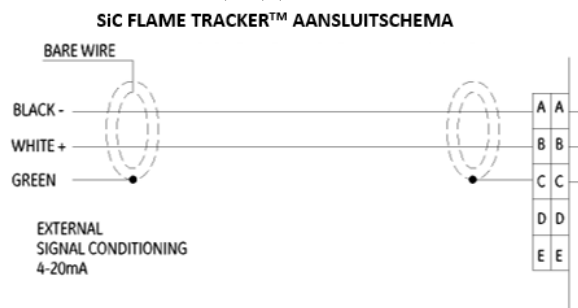 SiC FLAME TRACKER™ AANSLUITSCHEMA
BARE WIRE
BLACK -
A A
WHITE +
B B
GREEN
C C
D D
E E
EXTERNAL
SIGNAL CONDITIONING
4-20mA